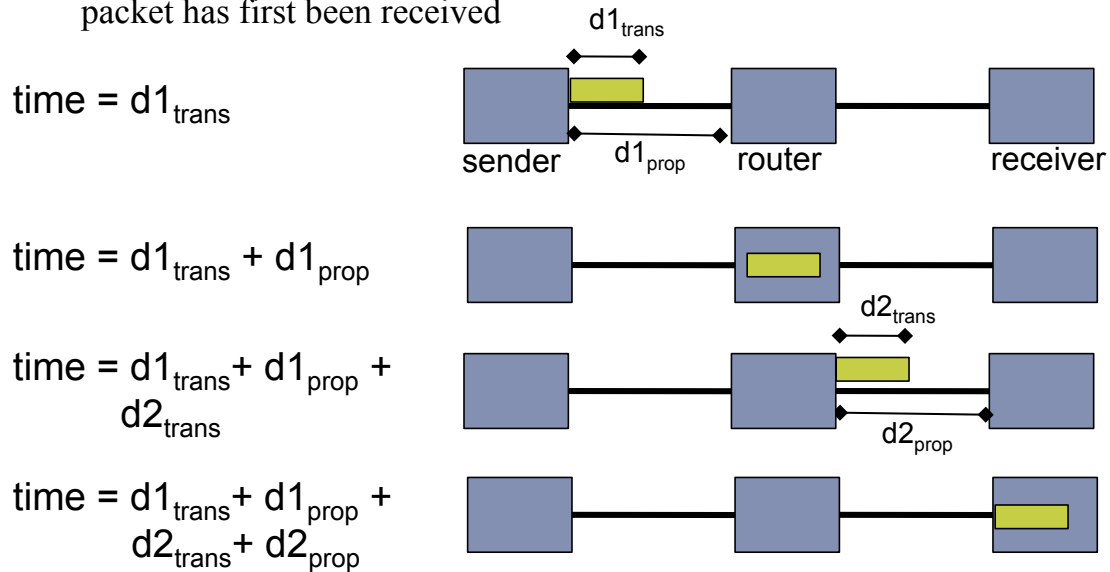 packet has first been received
d1trans
time = d1trans
sender
d1prop
router
receiver
time = d1trans + d1prop
d2trans
time = d1trans+ d1prop +
d2trans
d2prop
time = d1trans+ d1prop +
d2trans+ d2prop